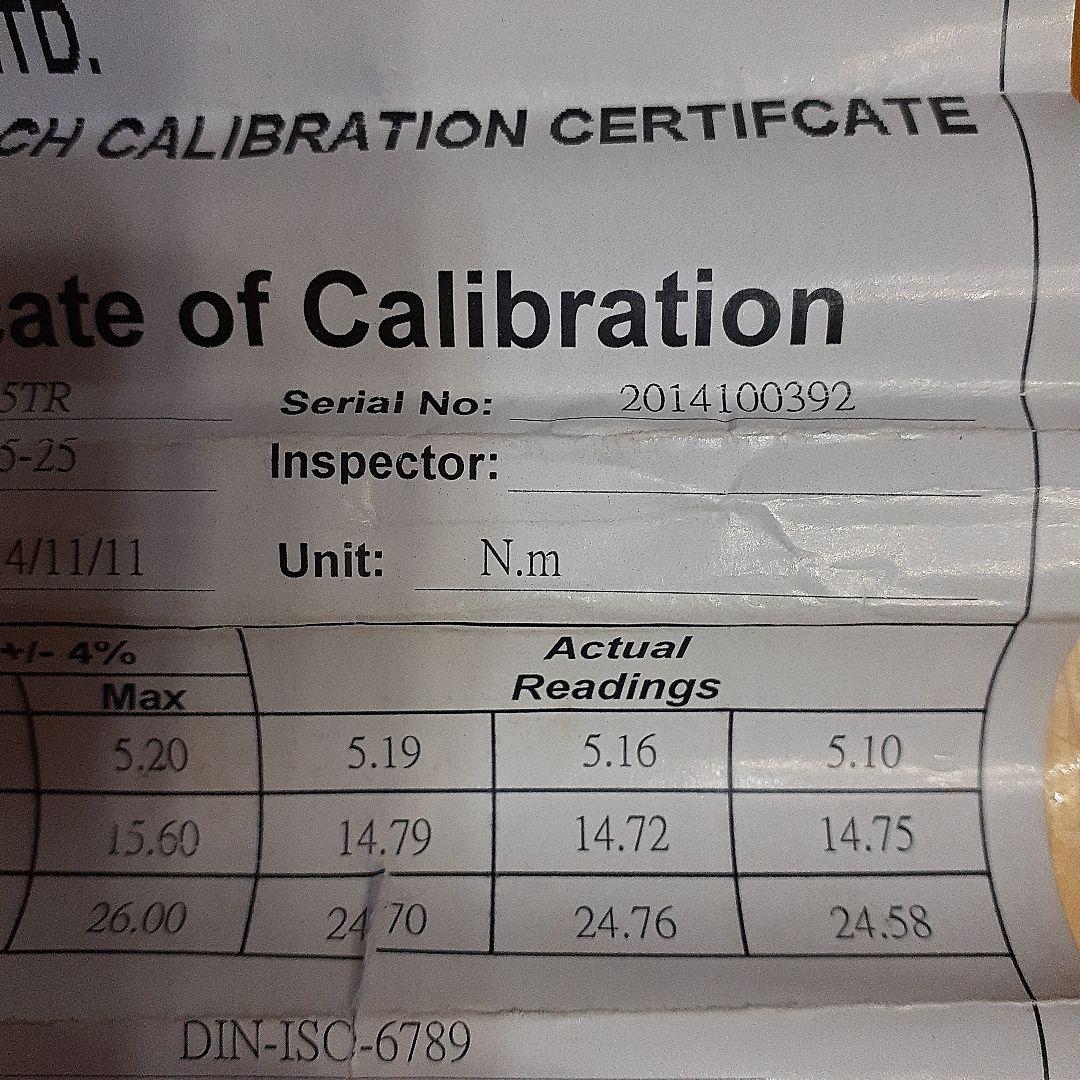 TD.
CH CALIBRATION CERTIFCATE
ate of Calibration
5TR Serial No: 2014100392
5-25 Inspector:
4/11/11 Unit: N.m
+/- 4% Actual
Max Readings
5.20 5.19 5.16 5.10
15.60 14.79 14.72 14.75
26.00 24.70 24.76 24.58
DIN-ISO-6789